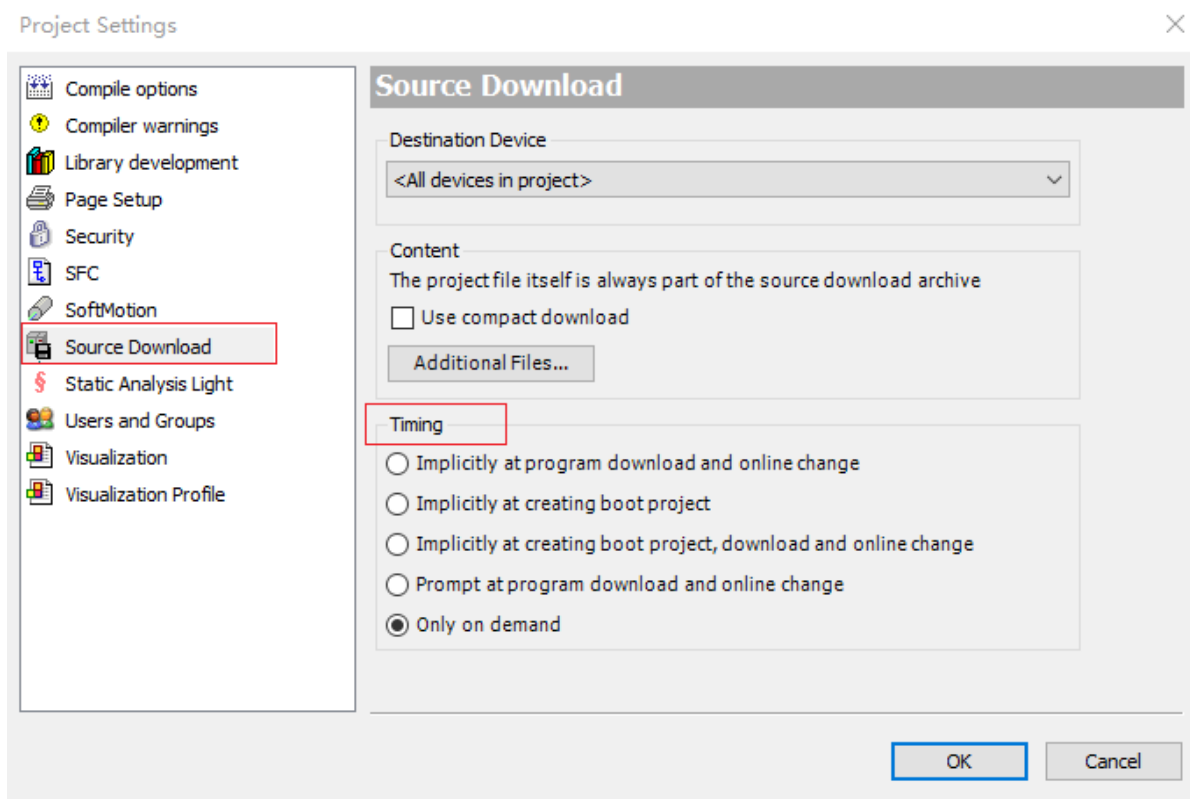 Project Settings
Compile options
Compiler warnings
Library development
Page Setup
Security
SFC
SoftMotion
Source Download
Static Analysis Light
Users and Groups
Visualization
Visualization Profile
Source Download
Destination Device
<All devices in project>
Content
The project file itself is always part of the source download archive
Use compact download
Additional Files...
Timing
Implicitly at program download and online change
Implicitly at creating boot project
Implicitly at creating boot project, download and online change
Prompt at program download and online change
Only on demand
OK
Cancel